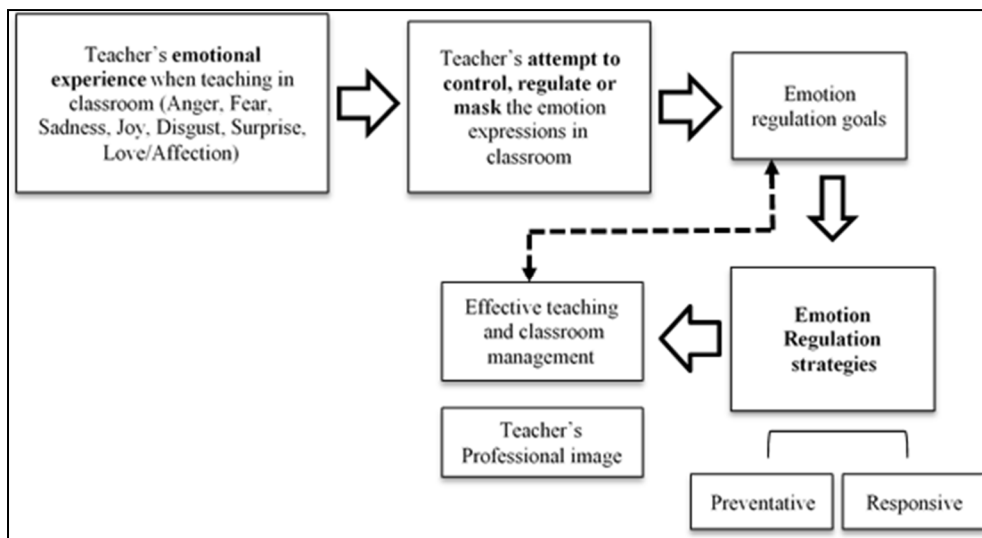 Teacher's emotional
experience when teaching in
classroom (Anger, Fear,
Sadness, Joy, Disgust, Surprise,
Love/Affection)
Teacher's attempt to
control, regulate or
mask the emotion
expressions in
classroom
Emotion
regulation goals
Effective teaching
and classroom
management
Emotion
Regulation
strategies
Teacher's
Professional image
Preventative
Responsive